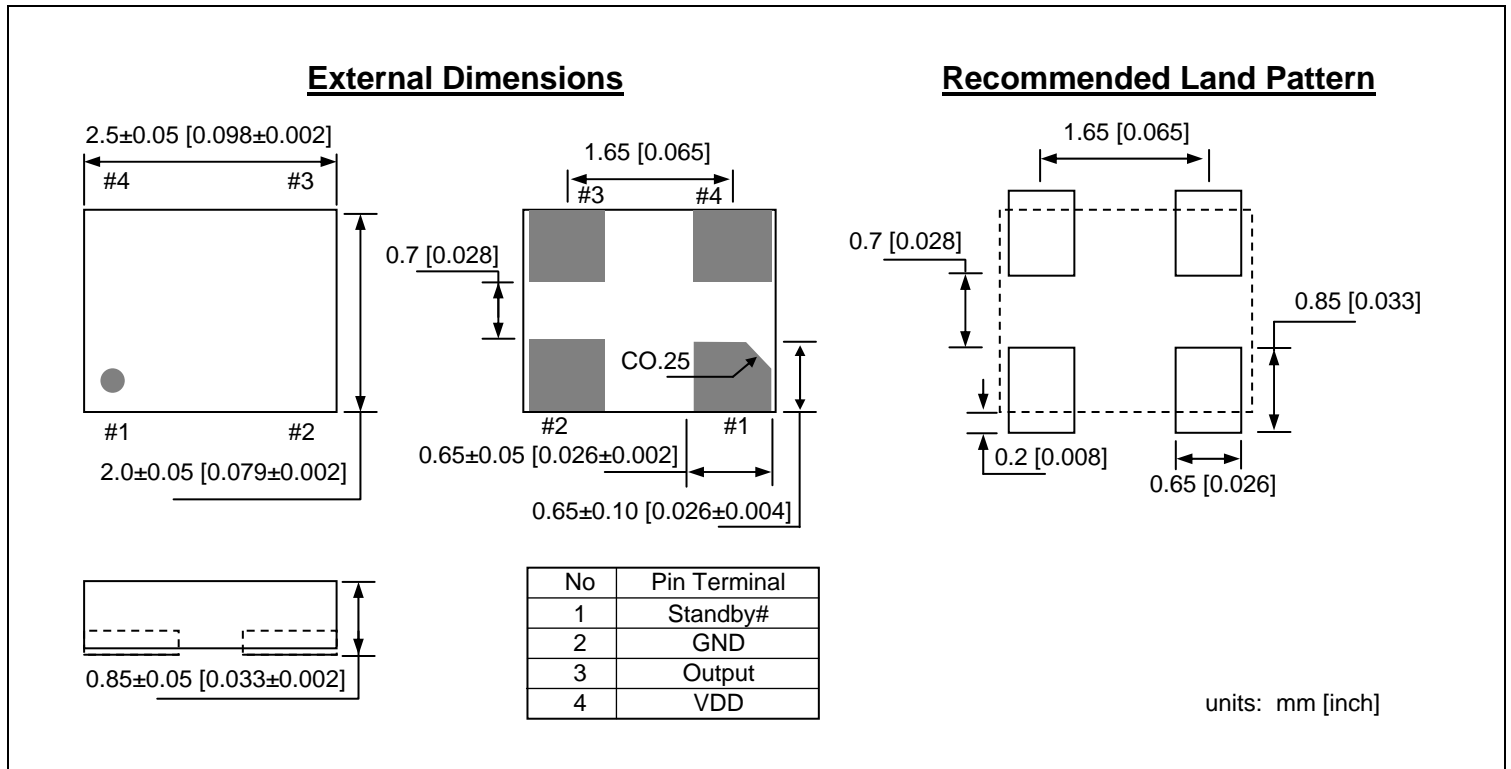 External Dimensions
Recommended Land Pattern
2.5±0.05 [0.098±0.002]
#4 #3
#1 #2
2.0±0.05 [0.079±0.002]
1.65 [0.065]
#3 #4
0.7 [0.028]
CO.25
#2 #1
0.65±0.05 [0.026±0.002]
0.65±0.10 [0.026±0.004]
1.65 [0.065]
0.7 [0.028]
0.85 [0.033]
0.2 [0.008]
0.65 [0.026]
0.85±0.05 [0.033±0.002]
No Pin Terminal
1 Standby#
2 GND
3 Output
4 VDD
units: mm [inch]